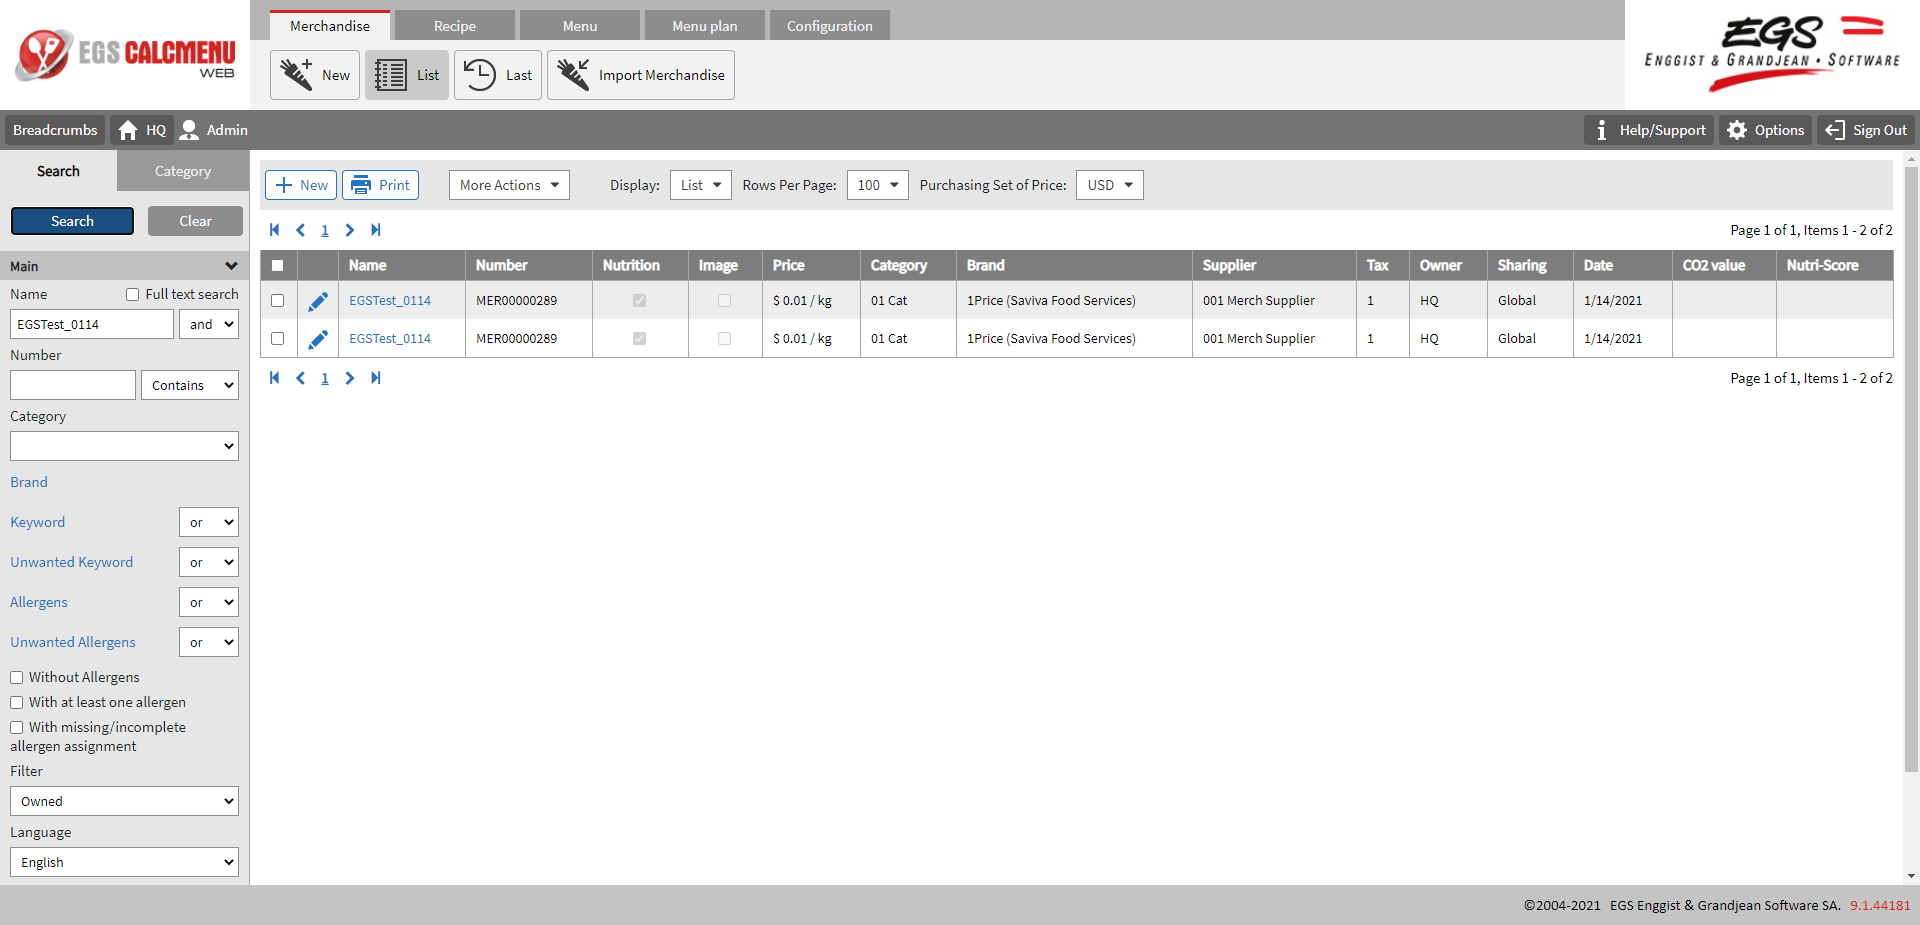 EGS CALCMENU
WEB
Merchandise Recipe Menu Menu plan Configuration
New List Last Import Merchandise
EGS
ENGGIST & GRANDJEAN • SOFTWARE
Breadcrumbs HQ Admin Help/Support Options Sign Out
Search Category
Search Clear
Main
Name Full text search
EGSTest_0114 and
Number
Contains
Category
Brand
Keyword or
Unwanted Keyword or
Allergens or
Unwanted Allergens or
Without Allergens
With at least one allergen
With missing/incomplete
allergen assignment
Filter
Owned
Language
English
New Print More Actions Display: List Rows Per Page: 100 Purchasing Set of Price: USD
1 Page 1 of 1, Items 1 - 2 of 2
Name Number Nutrition Image Price Category Brand Supplier Tax Owner Sharing Date CO2 value Nutri-Score
EGSTest_0114 MER00000289 $ 0.01 / kg 01 Cat 1Price (Saviva Food Services) 001 Merch Supplier 1 HQ Global 1/14/2021
EGSTest_0114 MER00000289 $ 0.01 / kg 01 Cat 1Price (Saviva Food Services) 001 Merch Supplier 1 HQ Global 1/14/2021
1 Page 1 of 1, Items 1 - 2 of 2
©2004-2021 EGS Enggist & Grandjean Software SA. 9.1.44181